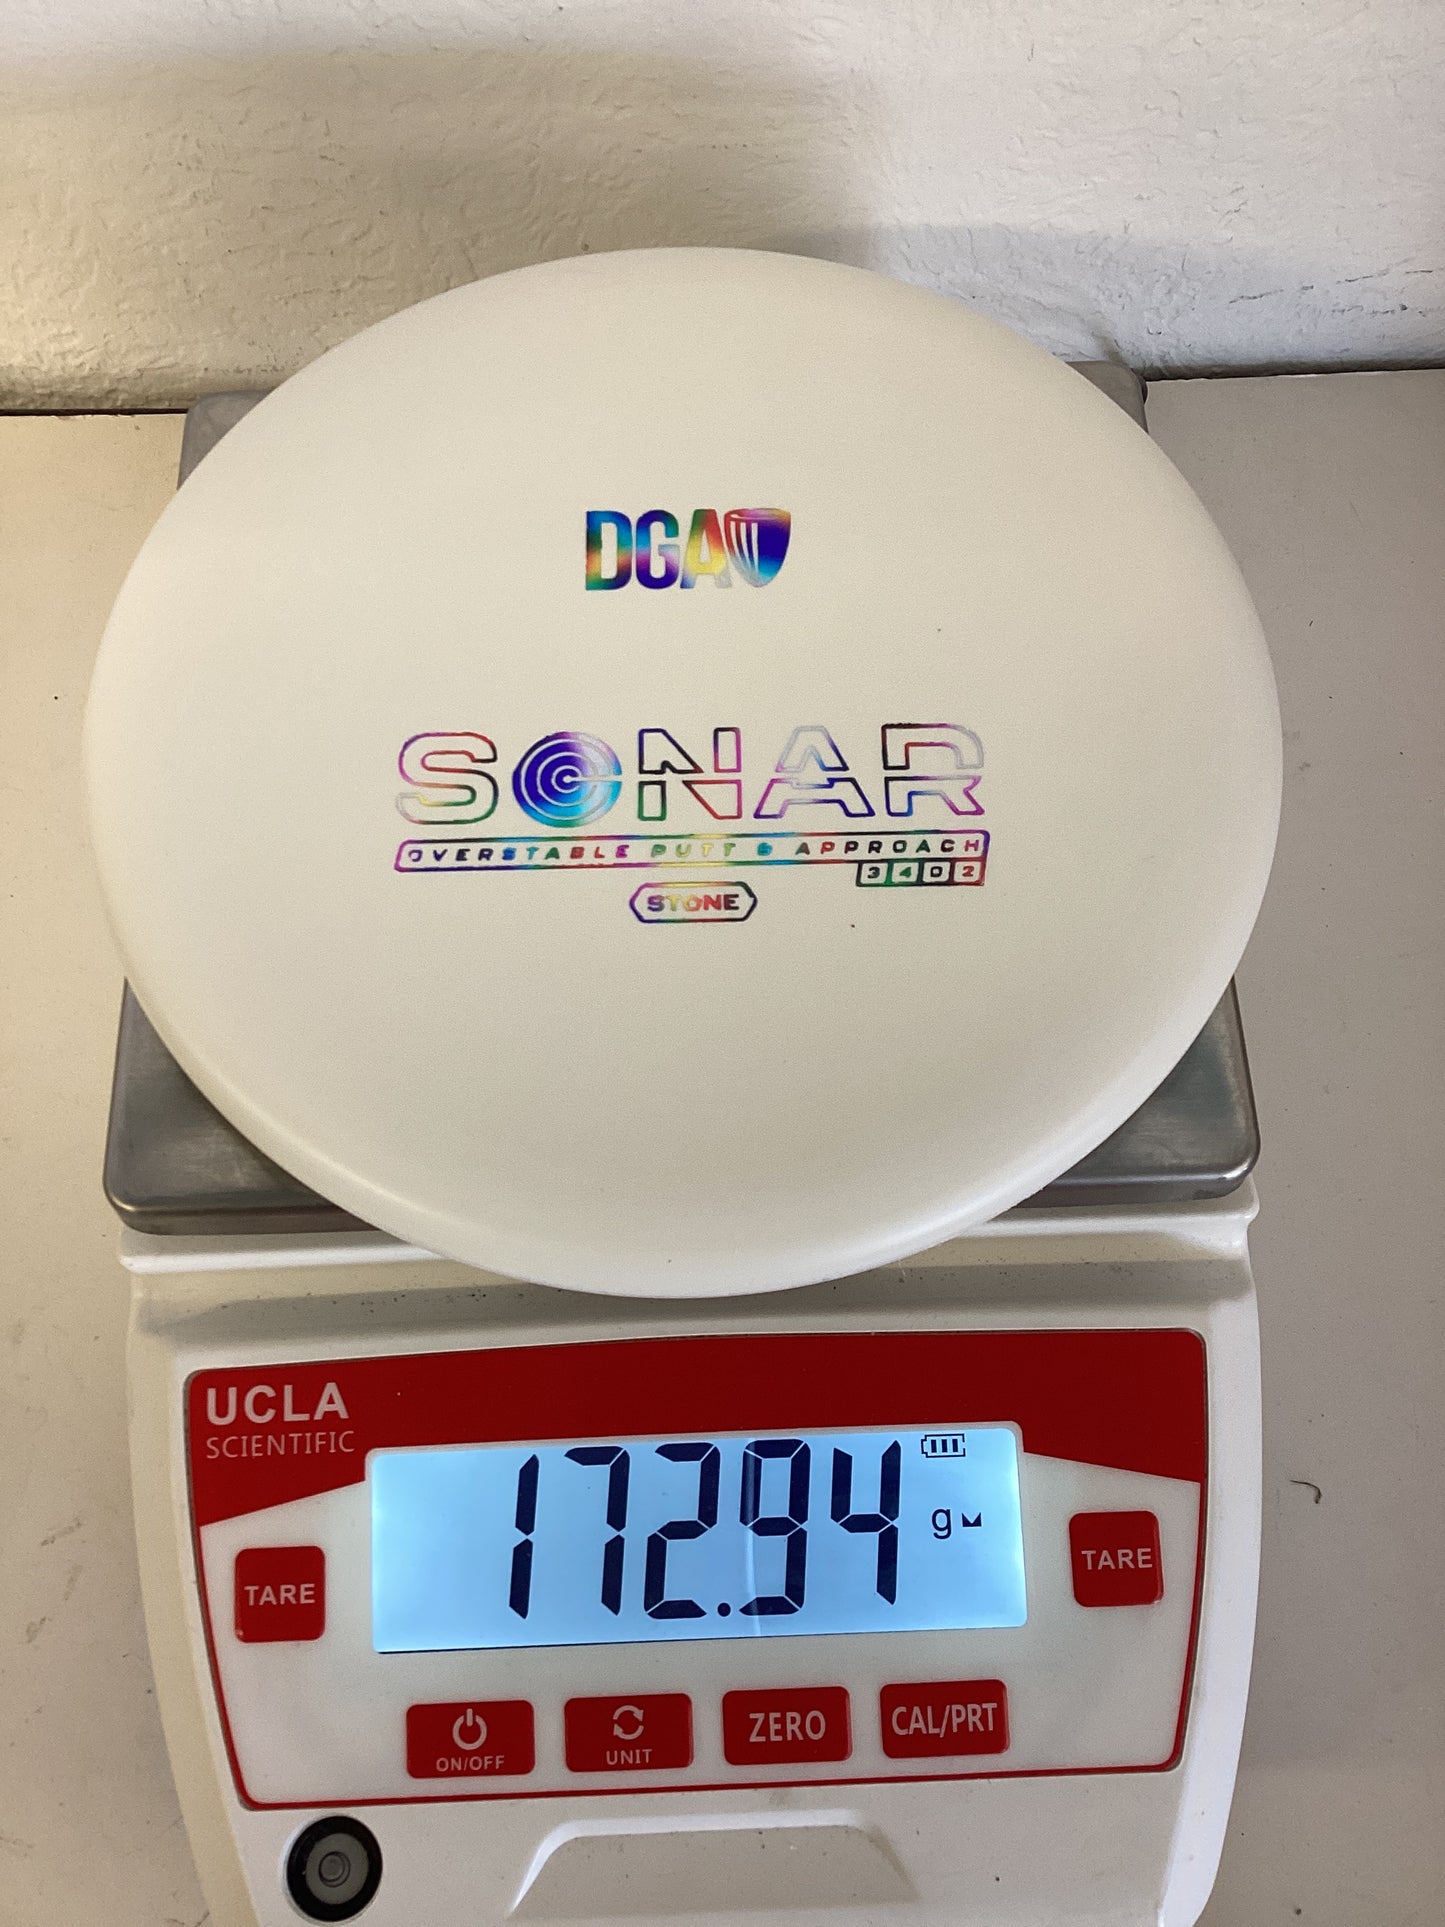 DGA
SONAR
OVERSTABLE PUTT & APPROACH
3 4 0 2
STONE
UCLA
SCIENTIFIC
172.94 g
TARE
TARE
ON/OFF
UNIT
ZERO
CAL/PRT